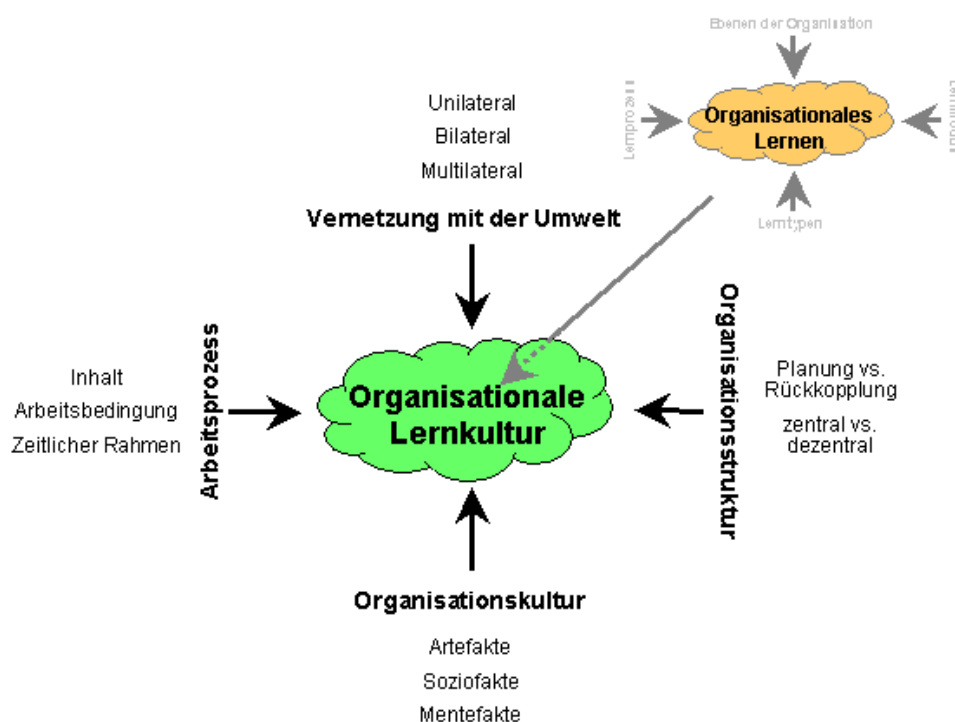 Ebenen der Organisation
Lernprozess
Organisationales
Lernen
Lerntypen
Unilateral
Bilateral
Multilateral
Vernetzung mit der Umwelt
Inhalt
Arbeitsbedingung
Zeitlicher Rahmen
Arbeitsprozess
Organisationale
Lernkultur
Organisationsstruktur
Planung vs.
Rückkopplung
zentral vs.
dezentral
Organisationskultur
Artefakte
Soziofakte
Mentefakte